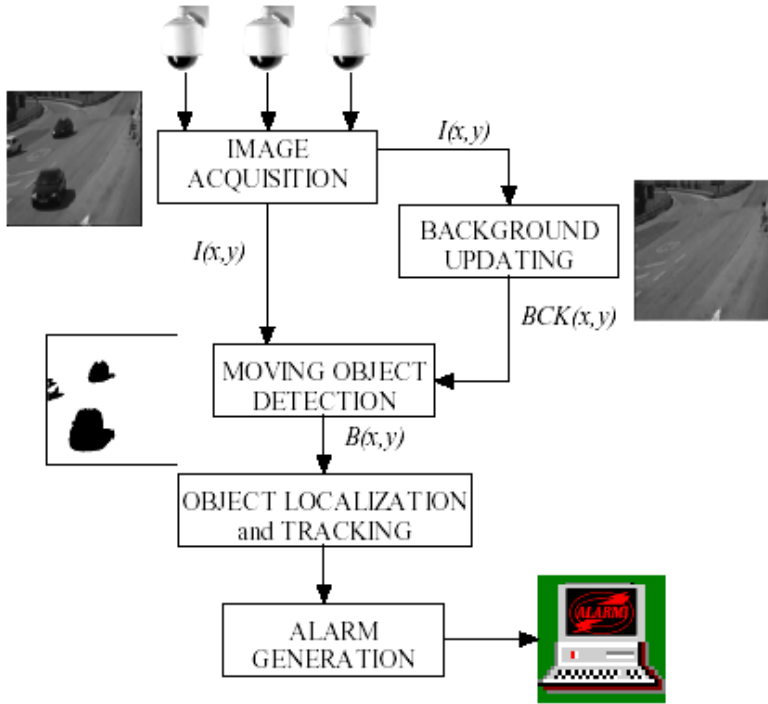 IMAGE
ACQUISITION
I(x,y)
I(x,y)
BACKGROUND
UPDATING
BCK(x,y)
MOVING OBJECT
DETECTION
B(x,y)
OBJECT LOCALIZATION
and TRACKING
ALARM
GENERATION
ALARM!